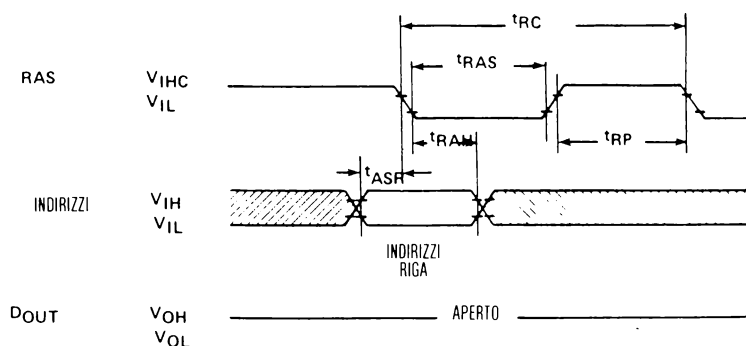 tRC
RAS VIHC tRAS
VIL
tRAH tRP
tASR
INDIRIZZI VIH
VIL
INDIRIZZI
RIGA
DOUT VOH APERTO
VOL